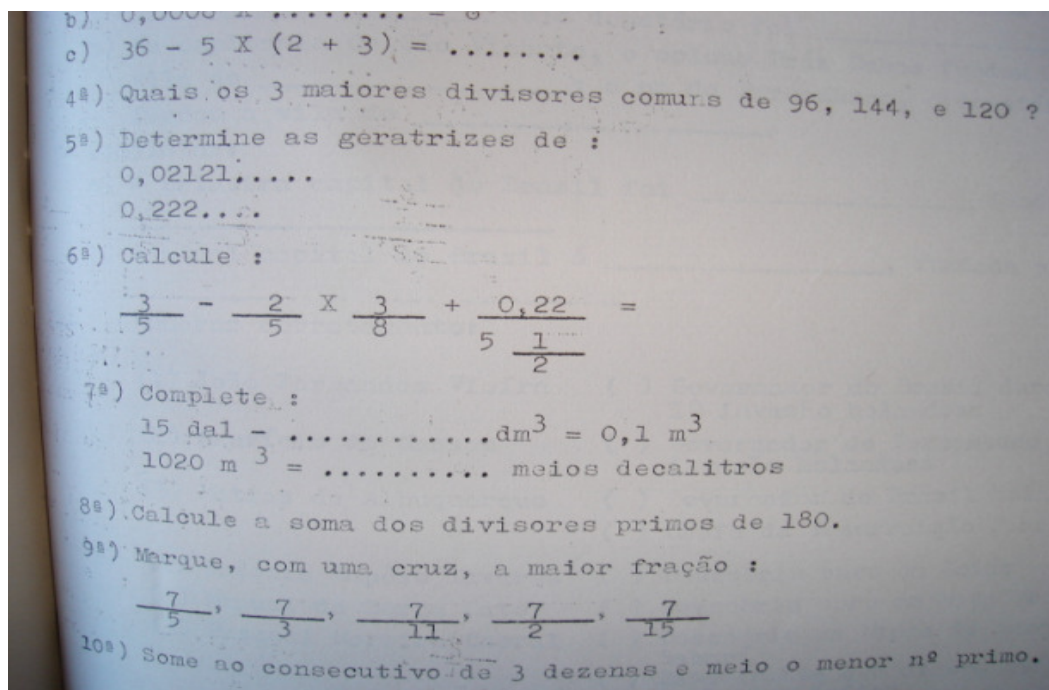 b) 0,0008 X ........ = 8
c) 36 - 5 X (2 + 3) = ........
4ª) Quais os 3 maiores divisores comuns de 96, 144, e 120 ?
5ª) Determine as geratrizes de :
0,02121.....
0,222....
6ª) Calcule :
3/5 - 2/5 X 3/8 + 0,22/(5 1/2) =
7ª) Complete :
15 dal - .............dm³ = 0,1 m³
1020 m³ = .......... meios decalitros
8ª) Calcule a soma dos divisores primos de 180.
9ª) Marque, com uma cruz, a maior fração :
7/5, 7/3, 7/11, 7/2, 7/15
10ª) Some ao consecutivo de 3 dezenas e meio o menor nº primo.